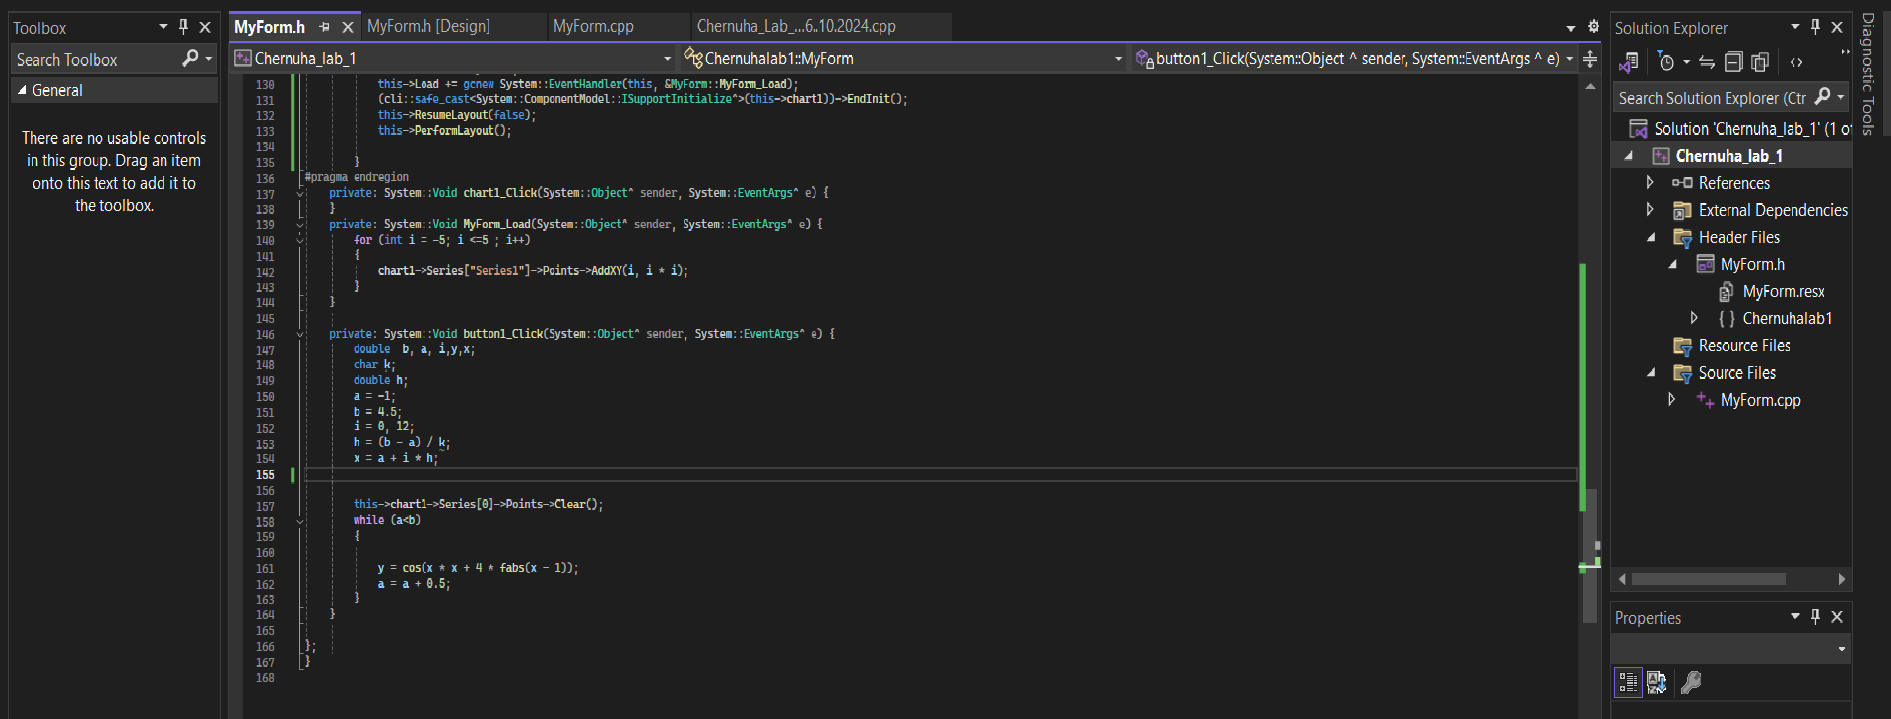 Toolbox
Search Toolbox
General
There are no usable controls
in this group. Drag an item
onto this text to add it to
the toolbox.
MyForm.h
MyForm.h [Design]
MyForm.cpp
Chernuha_Lab_...6..10.2024.cpp
Chernuha_lab_1
Chernuhalab1::MyForm
button1_Click(System::Object ^ sender, System::EventArgs ^ e)
130 this->Load += gcnew System::EventHandler(this, &MyForm::MyForm_Load);
131 (cli::safe_cast<System::ComponentModel::ISupportInitialize^>(this->chart1))->EndInit();
132 this->ResumeLayout(false);
133 this->PerformLayout();
134
135 }
136 #pragma endregion
137 private: System::Void chart1_Click(System::Object^ sender, System::EventArgs^ e) {
138 }
139 private: System::Void MyForm_Load(System::Object^ sender, System::EventArgs^ e) {
140 for (int i = -5; i <=5 ; i++)
141 {
142 chart1->Series["Series1"]->Points->AddXY(i, i * i);
143 }
144 }
145
146 private: System::Void button1_Click(System::Object^ sender, System::EventArgs^ e) {
147 double b, a, i,y,x;
148 char k;
149 double h;
150 a = -1;
151 b = 4.5;
152 i = 0, 12;
153 h = (b - a) / k;
154 x = a + i * h;
155
156
157 this->chart1->Series[0]->Points->Clear();
158 while (a<b)
159 {
160
161 y = cos(x * x + 4 * fabs(x - 1));
162 a = a + 0.5;
163 }
164 }
165
166 };
167 }
168
Solution Explorer
Search Solution Explorer (Ctr
Solution 'Chernuha_lab_1' (1 of
Chernuha_lab_1
References
External Dependencies
Header Files
MyForm.h
MyForm.resx
{ } Chernuhalab1
Resource Files
Source Files
MyForm.cpp
Properties
Diagnostic Tools